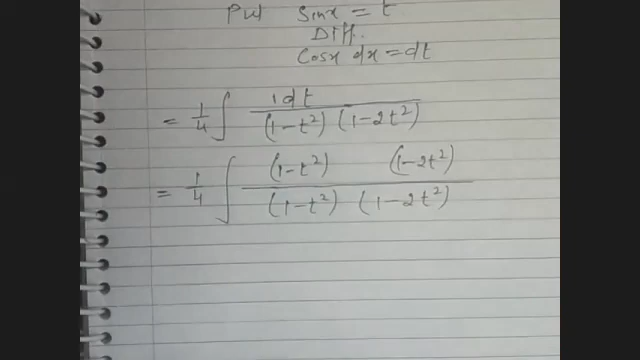 Put Sinx = t
Diff.
Cosx dx = dt
= 1/4 ∫ 1dt / (1-t²) (1-2t²)
= 1/4 ∫ (1-t²) (1-2t²) / (1-t²) (1-2t²)